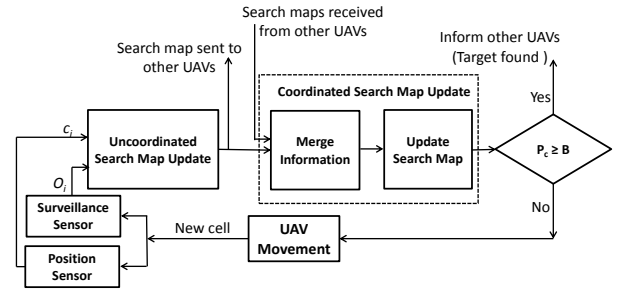 Search map sent to
other UAVs
Search maps received
from other UAVs
Inform other UAVs
(Target found )
Coordinated Search Map Update
Yes
c_i
Uncoordinated
Search Map Update
Merge
Information
Update
Search Map
P_c ≥ B
O_i
Surveillance
Sensor
New cell
UAV
Movement
No
Position
Sensor